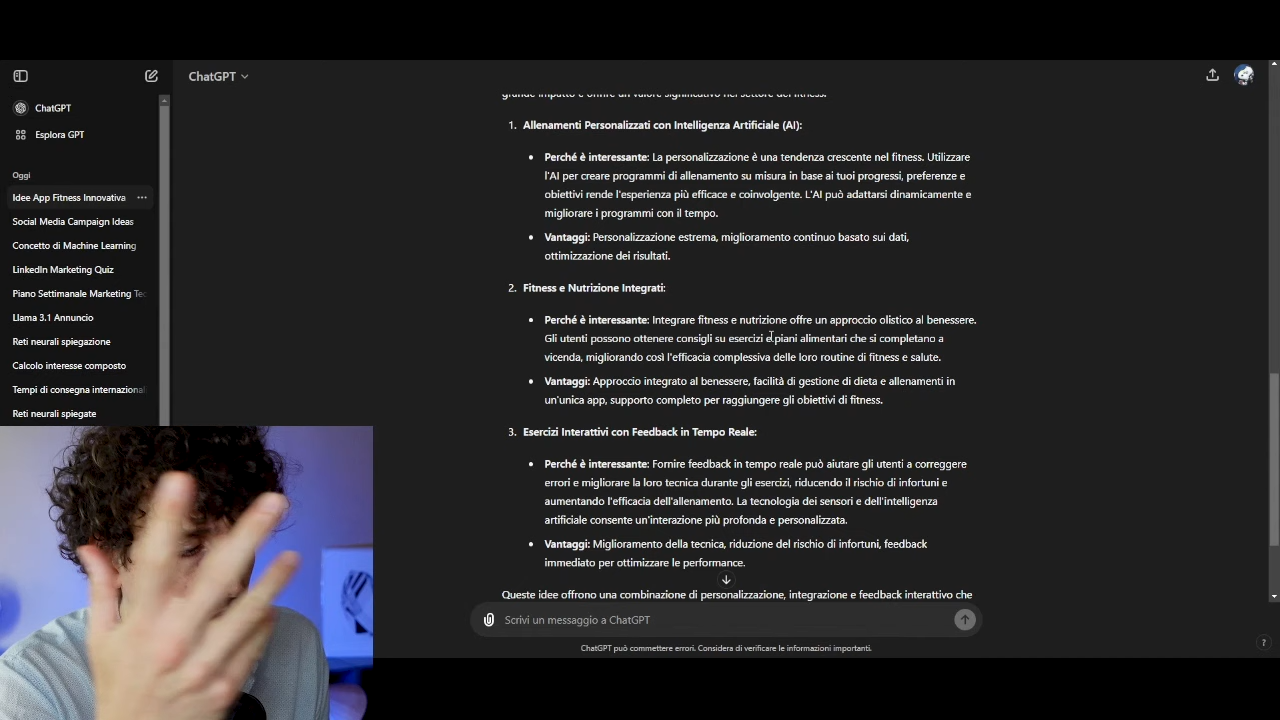 ChatGPT
ChatGPT
Esplora GPT
Oggi
Idee App Fitness Innovativa
Social Media Campaign Ideas
Concetto di Machine Learning
LinkedIn Marketing Quiz
Piano Settimanale Marketing Tec
Llama 3.1 Annuncio
Reti neurali spiegazione
Calcolo interesse composto
Tempi di consegna internazional
Reti neurali spiegate
grande impatto e offrire un valore significativo nel settore del fitness.
1. Allenamenti Personalizzati con Intelligenza Artificiale (AI):
• Perché è interessante: La personalizzazione è una tendenza crescente nel fitness. Utilizzare
l'AI per creare programmi di allenamento su misura in base ai tuoi progressi, preferenze e
obiettivi rende l'esperienza più efficace e coinvolgente. L'AI può adattarsi dinamicamente e
migliorare i programmi con il tempo.
• Vantaggi: Personalizzazione estrema, miglioramento continuo basato sui dati,
ottimizzazione dei risultati.
2. Fitness e Nutrizione Integrati:
• Perché è interessante: Integrare fitness e nutrizione offre un approccio olistico al benessere.
Gli utenti possono ottenere consigli su esercizi e piani alimentari che si completano a
vicenda, migliorando così l'efficacia complessiva delle loro routine di fitness e salute.
• Vantaggi: Approccio integrato al benessere, facilità di gestione di dieta e allenamenti in
un'unica app, supporto completo per raggiungere gli obiettivi di fitness.
3. Esercizi Interattivi con Feedback in Tempo Reale:
• Perché è interessante: Fornire feedback in tempo reale può aiutare gli utenti a correggere
errori e migliorare la loro tecnica durante gli esercizi, riducendo il rischio di infortuni e
aumentando l'efficacia dell'allenamento. La tecnologia dei sensori e dell'intelligenza
artificiale consente un'interazione più profonda e personalizzata.
• Vantaggi: Miglioramento della tecnica, riduzione del rischio di infortuni, feedback
immediato per ottimizzare le performance.
Queste idee offrono una combinazione di personalizzazione, integrazione e feedback interattivo che
Scrivi un messaggio a ChatGPT
ChatGPT può commettere errori. Considera di verificare le informazioni importanti.
?